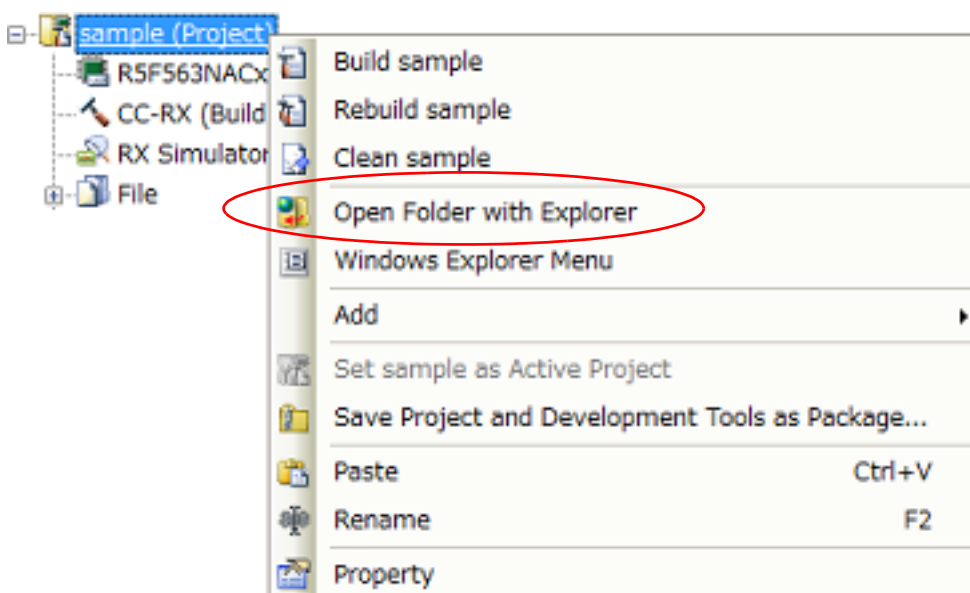 sample (Project)
R5F563NACx
CC-RX (Build
RX Simulator
File
Build sample
Rebuild sample
Clean sample
Open Folder with Explorer
Windows Explorer Menu
Add
Set sample as Active Project
Save Project and Development Tools as Package...
Paste Ctrl+V
Rename F2
Property